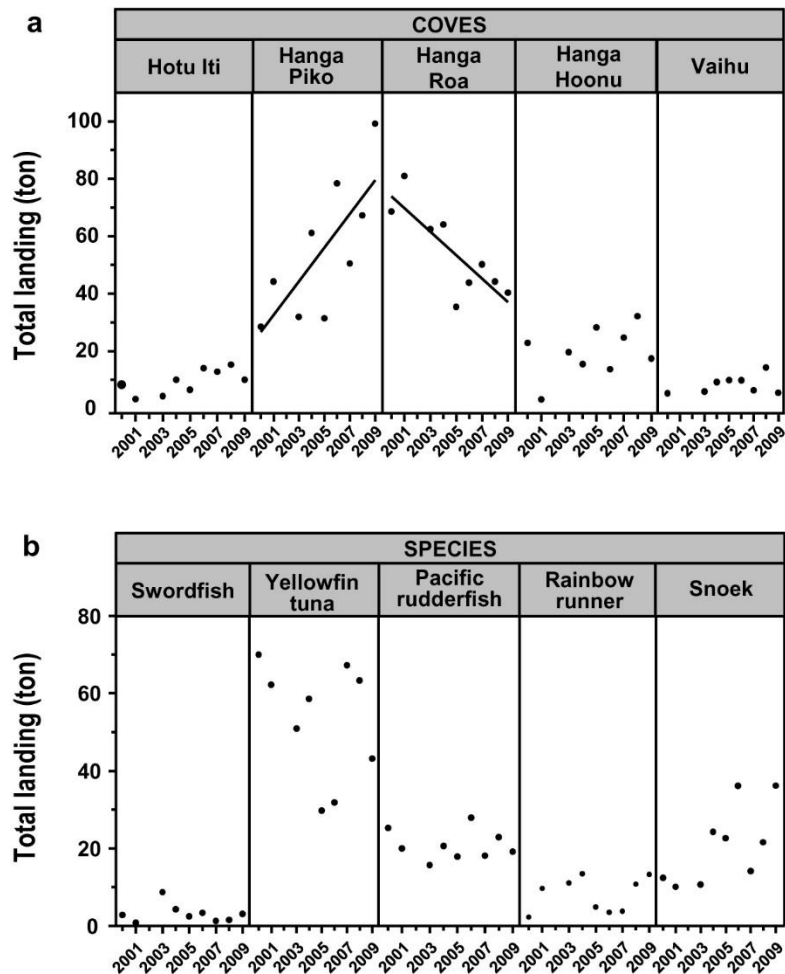 a
COVES
Hotu Iti
Hanga
Piko
Hanga
Roa
Hanga
Hoonu
Vaihu
Total landing (ton)
100
80
60
40
20
0
2001 2003 2005 2007 2009 2001 2003 2005 2007 2009 2001 2003 2005 2007 2009 2001 2003 2005 2007 2009 2001 2003 2005 2007 2009
b
SPECIES
Swordfish
Yellowfin
tuna
Pacific
rudderfish
Rainbow
runner
Snoek
Total landing (ton)
80
60
40
20
0
2001 2003 2005 2007 2009 2001 2003 2005 2007 2009 2001 2003 2005 2007 2009 2001 2003 2005 2007 2009 2001 2003 2005 2007 2009